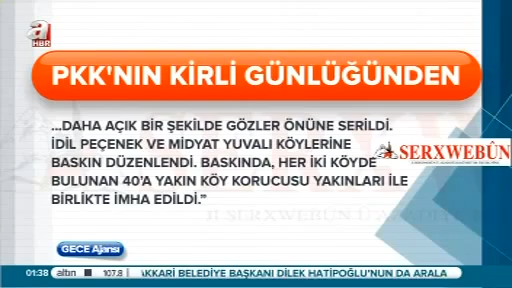 a
HBR
PKK'NIN KİRLİ GÜNLÜĞÜNDEN
...DAHA AÇIK BİR ŞEKİLDE GÖZLER ÖNÜNE SERİLDİ.
İDİL PEÇENEK VE MİDYAT YUVALI KÖYLERİNE
BASKIN DÜZENLENDİ. BASKINDA, HER İKİ KÖYDE
BULUNAN 40'A YAKIN KÖY KORUCUSU YAKINLARI İLE
BİRLİKTE İMHA EDİLDİ.”
SERXWEBÛN
GECE Ajansı
01:38 altın 107.8 AKKARİ BELEDİYE BAŞKANI DİLEK HATİPOĞLU'NUN DA ARALA